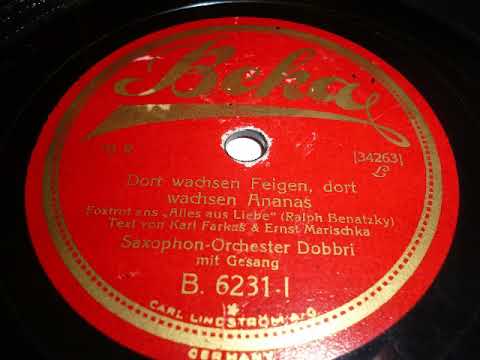 Beka
[34263]
Dort wachsen Feigen, dort
wachsen Ananas
Foxtrot aus „Alles aus Liebe" (Ralph Benatzky)
Text von Karl Farkas & Ernst Marischka
Saxophon-Orchester Dobbri
mit Gesang
B. 6231-I
CARL LINDSTRÖM A.G
GERMANY